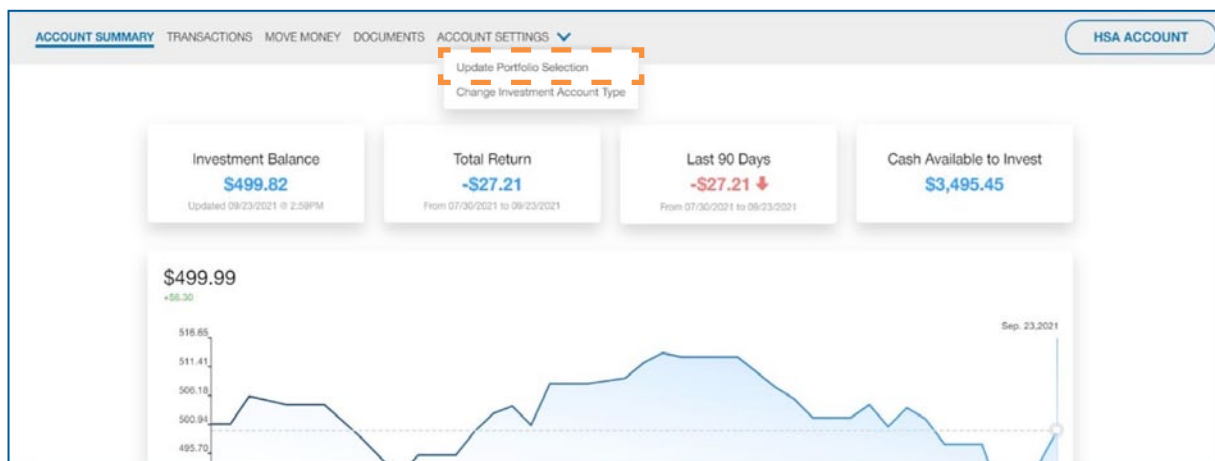 ACCOUNT SUMMARY TRANSACTIONS MOVE MONEY DOCUMENTS ACCOUNT SETTINGS HSA ACCOUNT
Update Portfolio Selection
Change Investment Account Type
Investment Balance
$499.82
Updated 09/23/2021 @ 2:59PM
Total Return
-$27.21
From 07/30/2021 to 09/23/2021
Last 90 Days
-$27.21
From 07/30/2021 to 09/23/2021
Cash Available to Invest
$3,495.45
$499.99
+$6.30
Sep. 23,2021
516.65
511.41
506.18
500.94
495.70